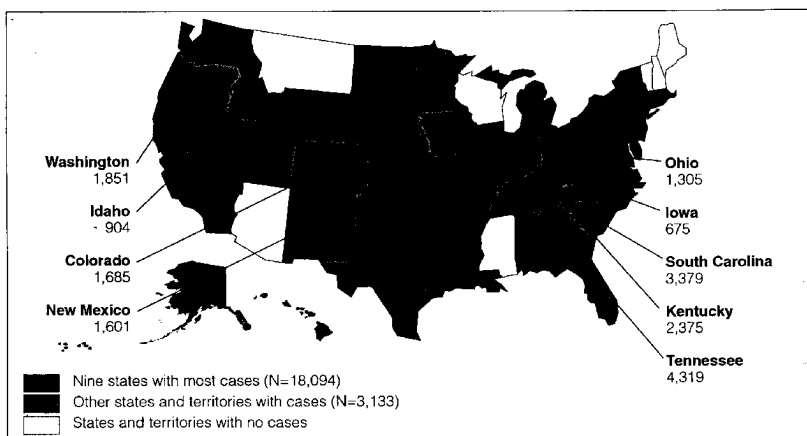 Washington
1,851
Idaho
904
Colorado
1,685
New Mexico
1,601
Ohio
1,305
Iowa
675
South Carolina
3,379
Kentucky
2,375
Tennessee
4,319
Nine states with most cases (N=18,094)
Other states and territories with cases (N=3,133)
States and territories with no cases